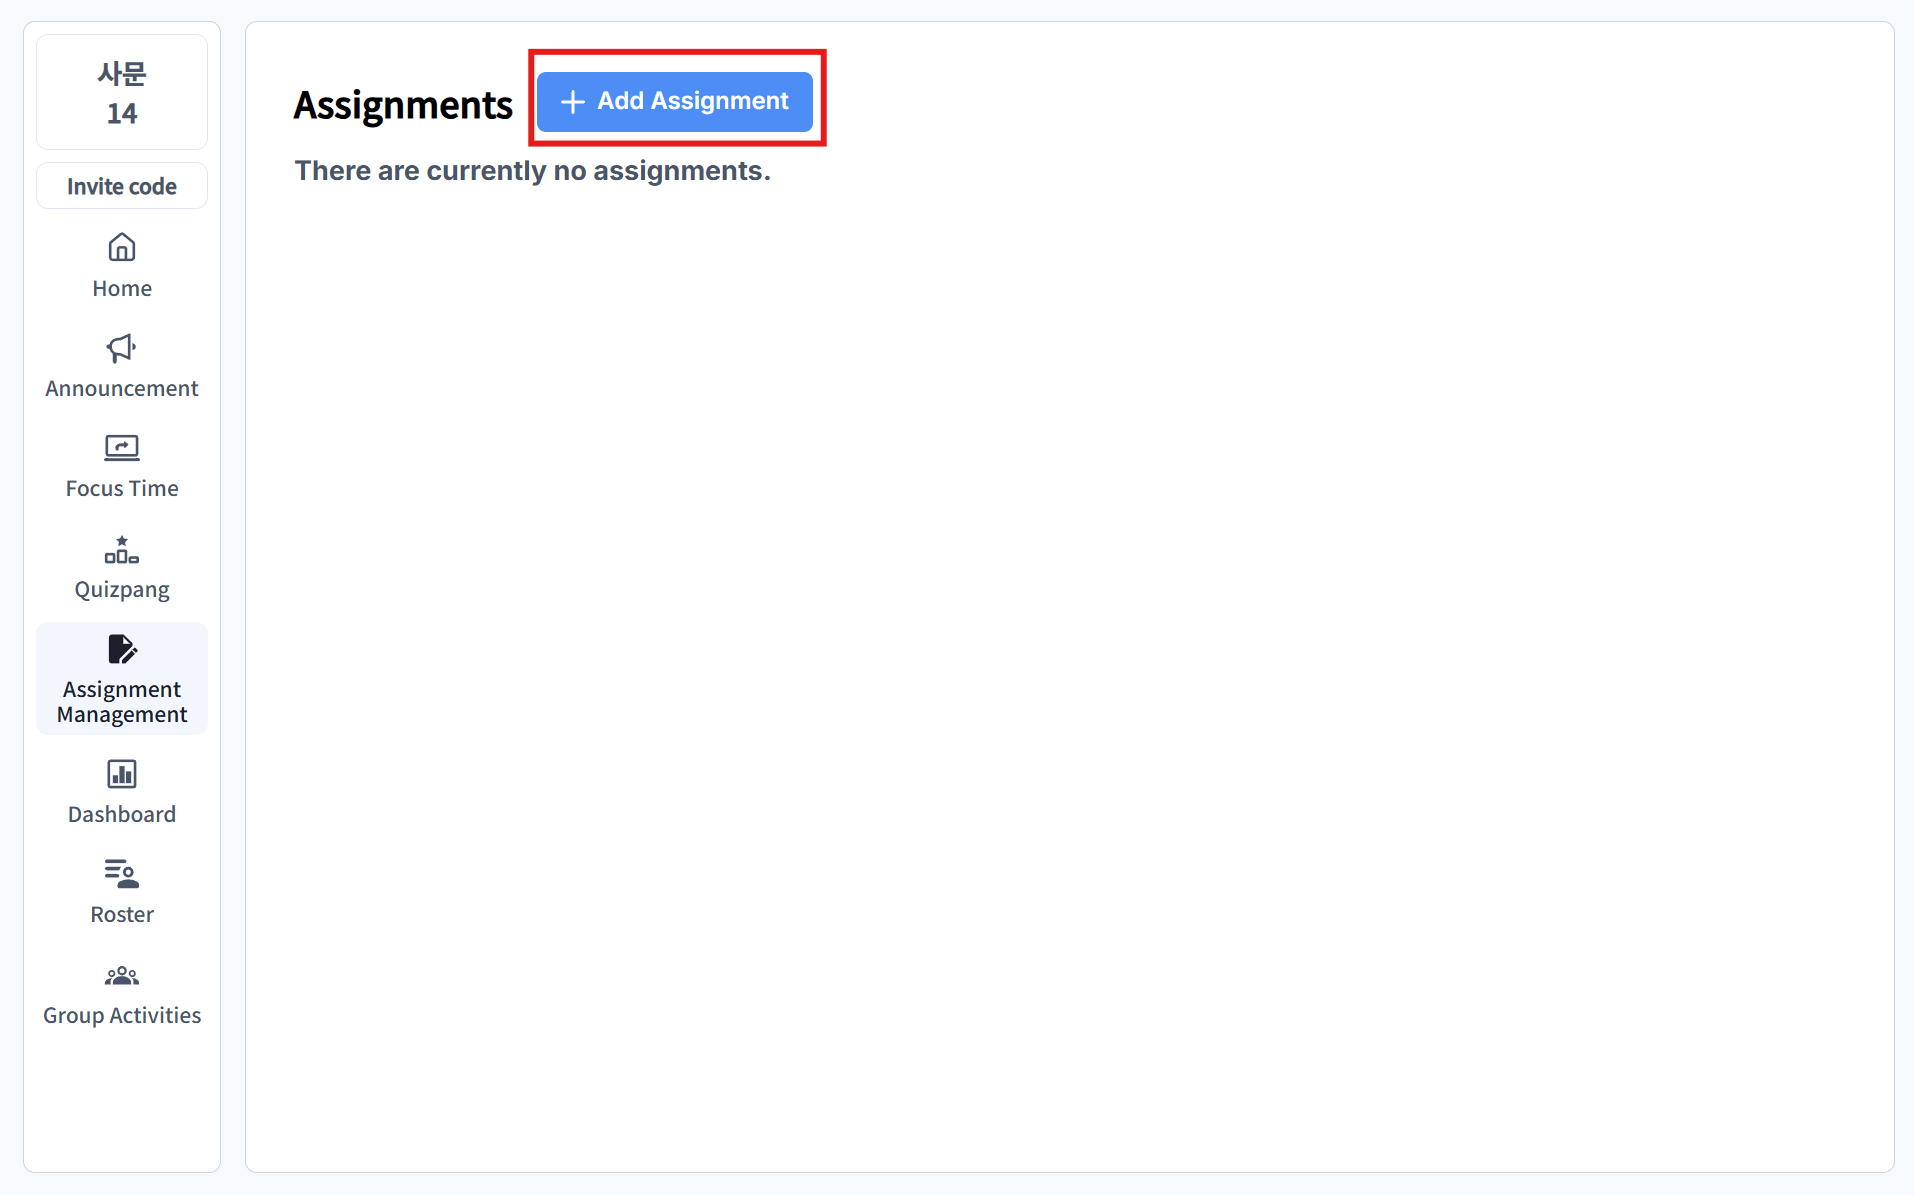 사문
14
Invite code
Home
Announcement
Focus Time
Quizpang
Assignment
Management
Dashboard
Roster
Group Activities
Assignments
Add Assignment
There are currently no assignments.